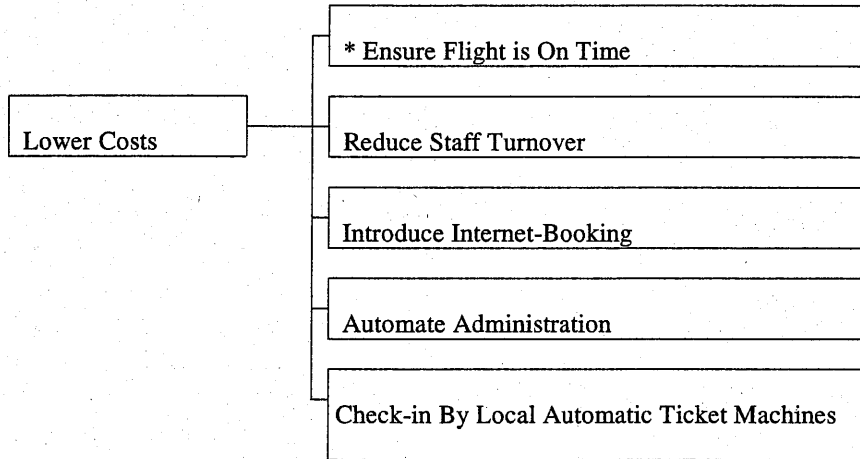 * Ensure Flight is On Time
Lower Costs
Reduce Staff Turnover
Introduce Internet-Booking
Automate Administration
Check-in By Local Automatic Ticket Machines